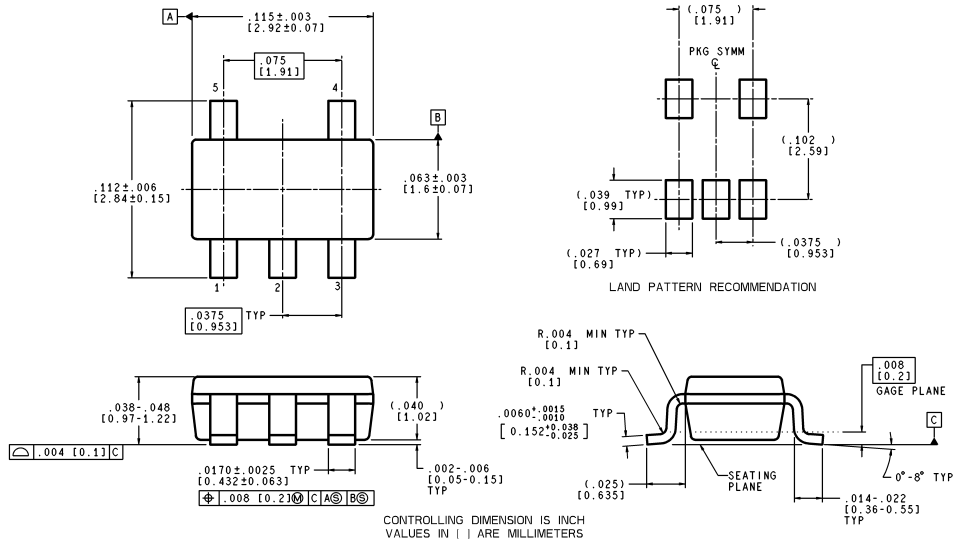 A
.115±.003
[2.92±0.07]
.075
[1.91]
5
4
B
.112±.006
[2.84±0.15]
.063±.003
[1.6±0.07]
1
2
3
.0375
[0.953]
TYP
(.075 )
[1.91]
PKG SYMM
℄
(.102 )
[2.59]
(.039 TYP)
[0.99]
(.027 TYP)
[0.69]
(.0375 )
[0.953]
LAND PATTERN RECOMMENDATION
.038-.048
[0.97-1.22]
(.040 )
[1.02]
⌓ .004 [0.1] C
.0170±.0025 TYP
[0.432±0.063]
⌖ .008 [0.2]Ⓜ C AⓈ BⓈ
.002-.006
[0.05-0.15]
TYP
R.004 MIN TYP
[0.1]
R.004 MIN TYP
[0.1]
.0060+.0015 -.0010 TYP
[0.152+0.038 -0.025]
.008
[0.2]
GAGE PLANE
C
SEATING
PLANE
0°-8° TYP
(.025)
[0.635]
.014-.022
[0.36-0.55]
TYP
CONTROLLING DIMENSION IS INCH
VALUES IN [ ] ARE MILLIMETERS